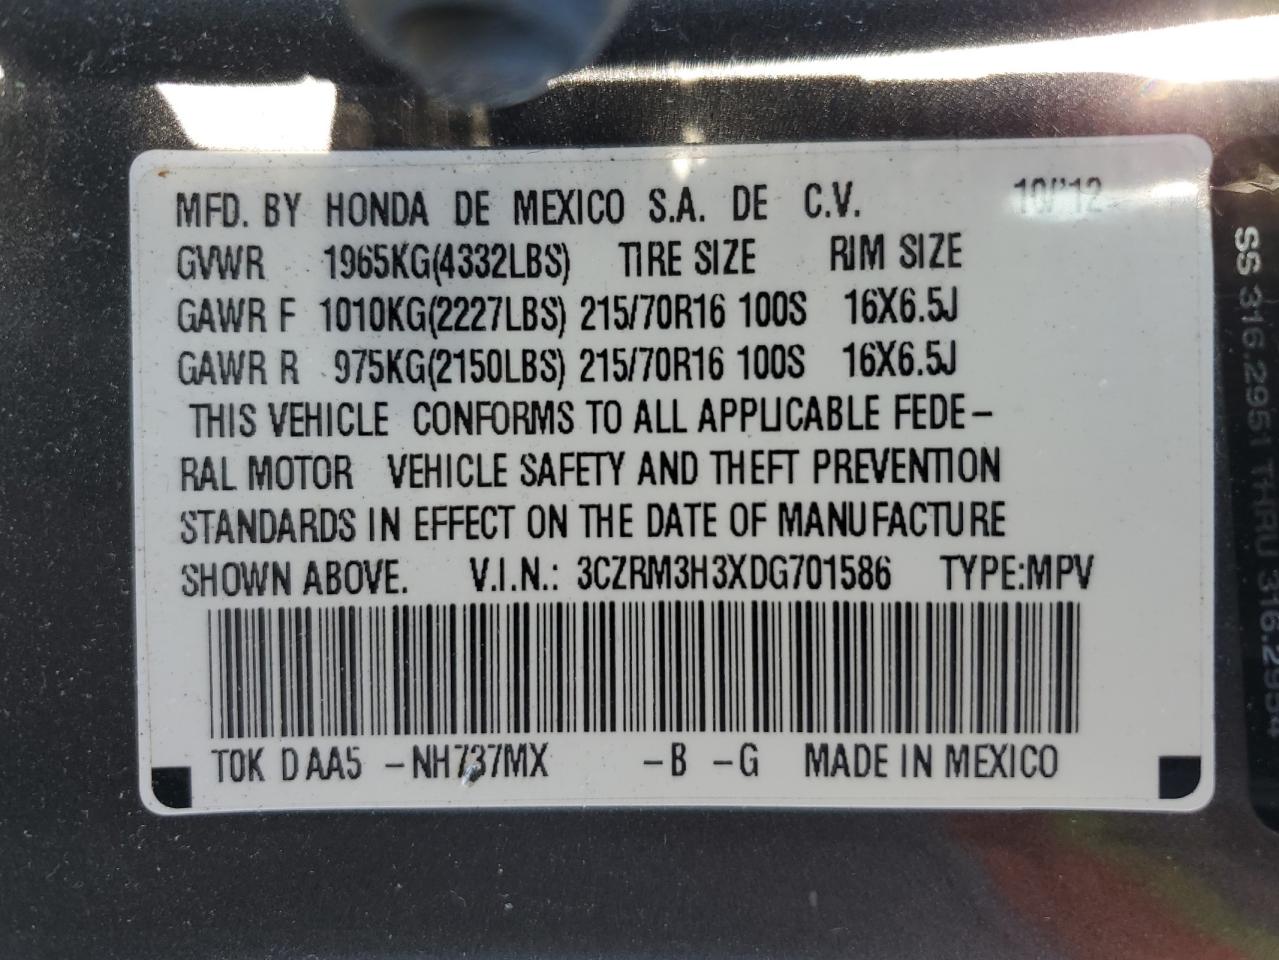 MFD. BY HONDA DE MEXICO S.A. DE C.V. 10/'12
GVWR 1965KG(4332LBS) TIRE SIZE RIM SIZE
GAWR F 1010KG(2227LBS) 215/70R16 100S 16X6.5J
GAWR R 975KG(2150LBS) 215/70R16 100S 16X6.5J
THIS VEHICLE CONFORMS TO ALL APPLICABLE FEDE-
RAL MOTOR VEHICLE SAFETY AND THEFT PREVENTION
STANDARDS IN EFFECT ON THE DATE OF MANUFACTURE
SHOWN ABOVE. V.I.N.: 3CZRM3H3XDG701586 TYPE:MPV
T0K D AA5 -NH737MX -B -G MADE IN MEXICO
SS 316.2951 THRU 316.2954